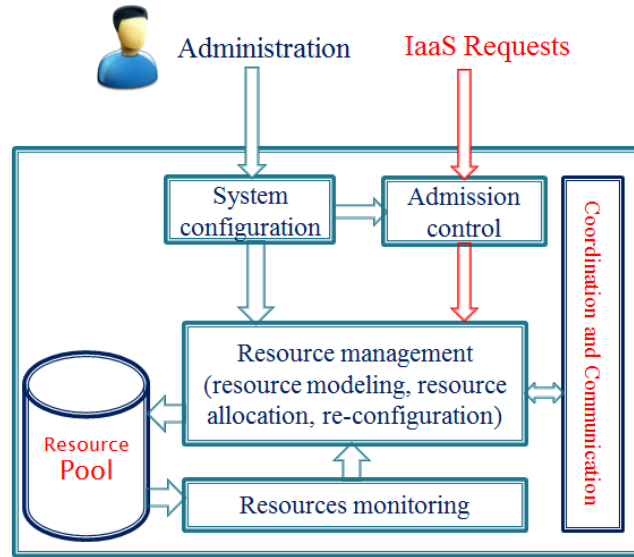 Administration
IaaS Requests
System
configuration
Admission
control
Coordination and Communication
Resource management
(resource modeling, resource
allocation, re-configuration)
Resource
Pool
Resources monitoring